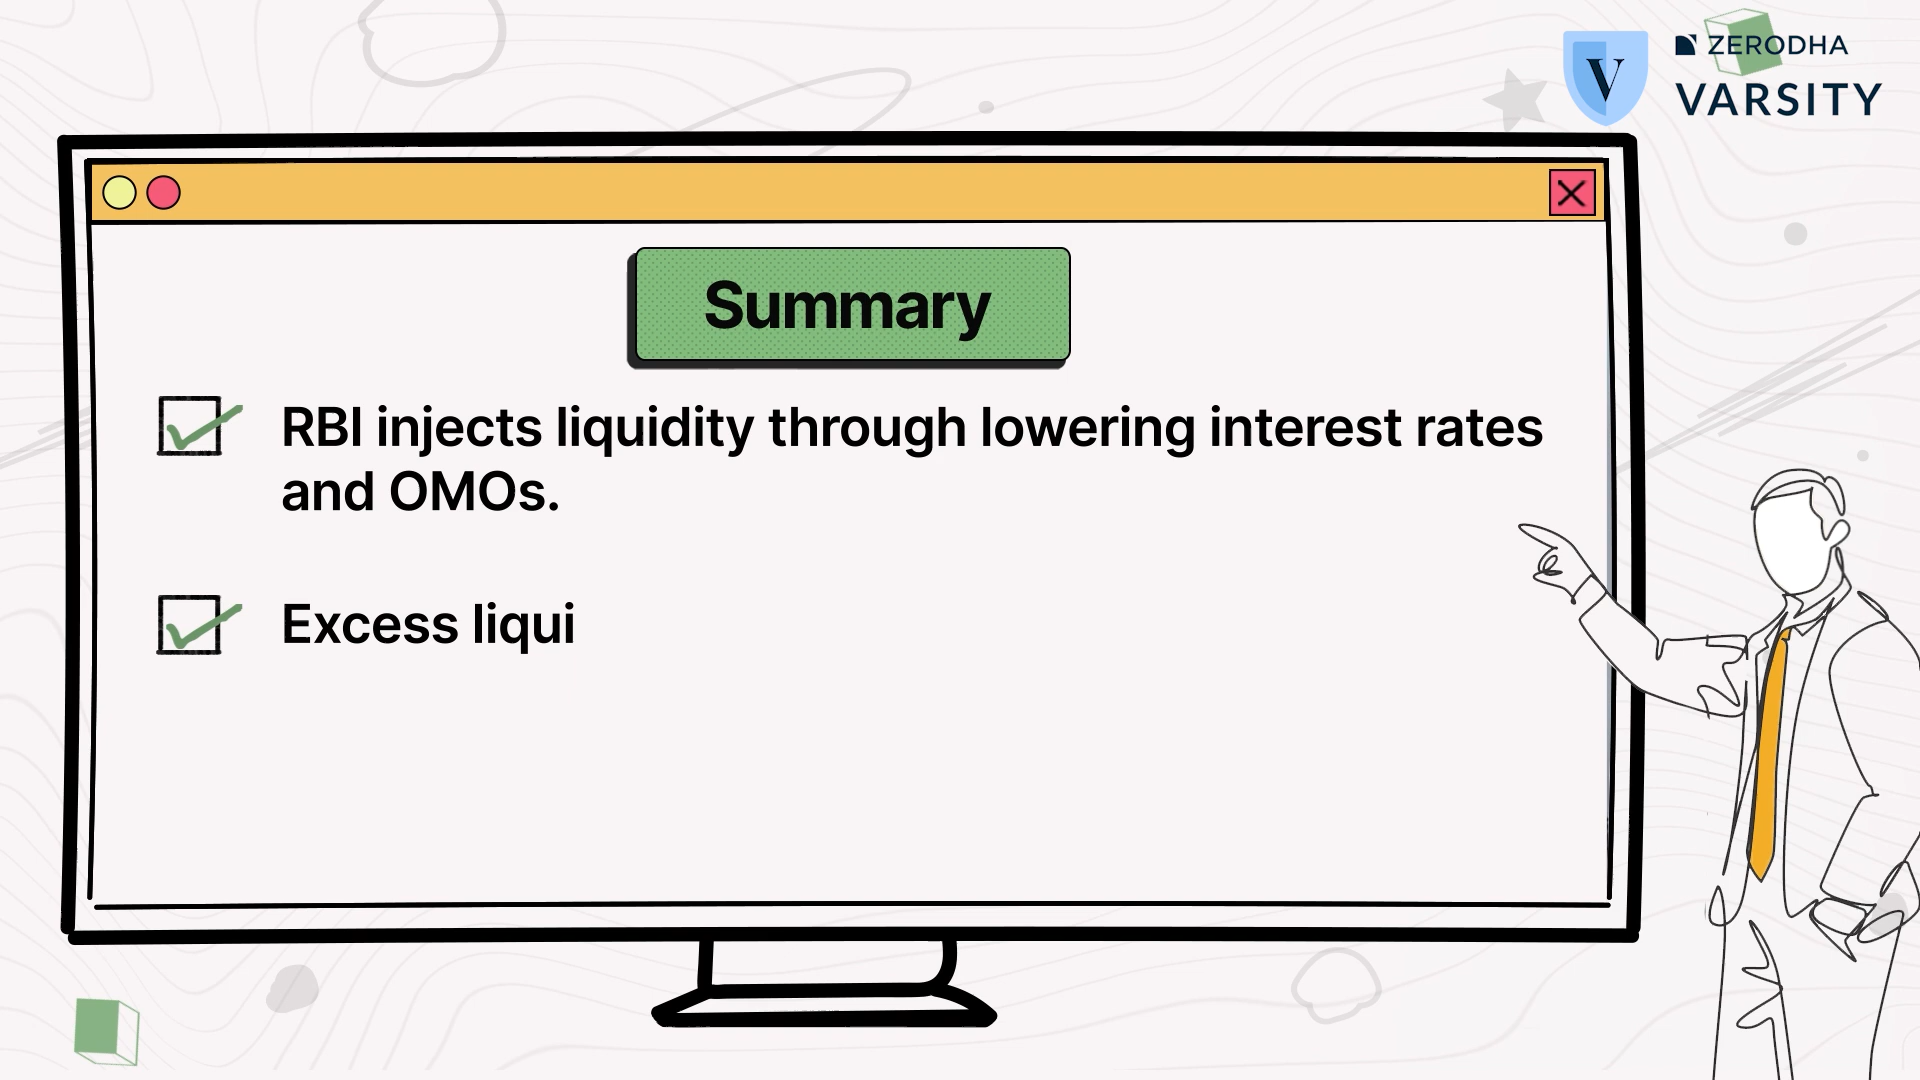 ZERODHA
V
VARSITY
Summary
RBI injects liquidity through lowering interest rates
and OMOs.
Excess liqui